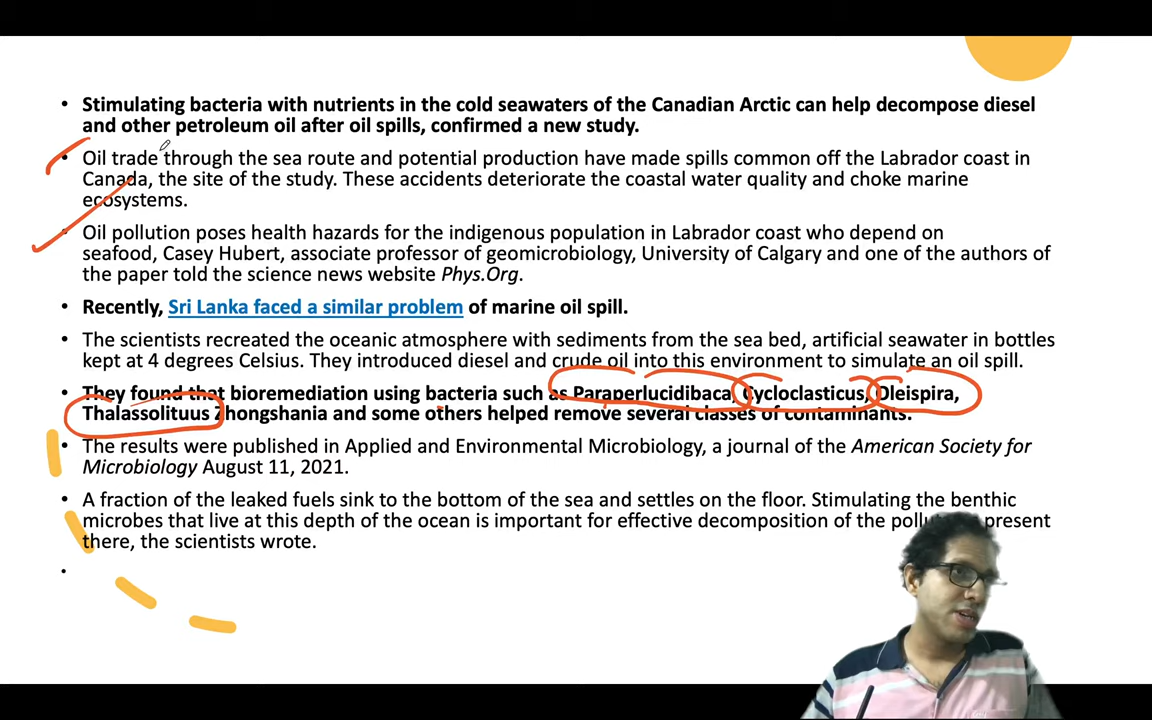 • Stimulating bacteria with nutrients in the cold seawaters of the Canadian Arctic can help decompose diesel
and other petroleum oil after oil spills, confirmed a new study.
• Oil trade through the sea route and potential production have made spills common off the Labrador coast in
Canada, the site of the study. These accidents deteriorate the coastal water quality and choke marine
ecosystems.
• Oil pollution poses health hazards for the indigenous population in Labrador coast who depend on
seafood, Casey Hubert, associate professor of geomicrobiology, University of Calgary and one of the authors of
the paper told the science news website Phys.Org.
• Recently, Sri Lanka faced a similar problem of marine oil spill.
• The scientists recreated the oceanic atmosphere with sediments from the sea bed, artificial seawater in bottles
kept at 4 degrees Celsius. They introduced diesel and crude oil into this environment to simulate an oil spill.
• They found that bioremediation using bacteria such as Paraperlucidibaca, Cycloclasticus, Oleispira,
Thalassolituus Zhongshania and some others helped remove several classes of contaminants.
• The results were published in Applied and Environmental Microbiology, a journal of the American Society for
Microbiology August 11, 2021.
• A fraction of the leaked fuels sink to the bottom of the sea and settles on the floor. Stimulating the benthic
microbes that live at this depth of the ocean is important for effective decomposition of the present
there, the scientists wrote.
•